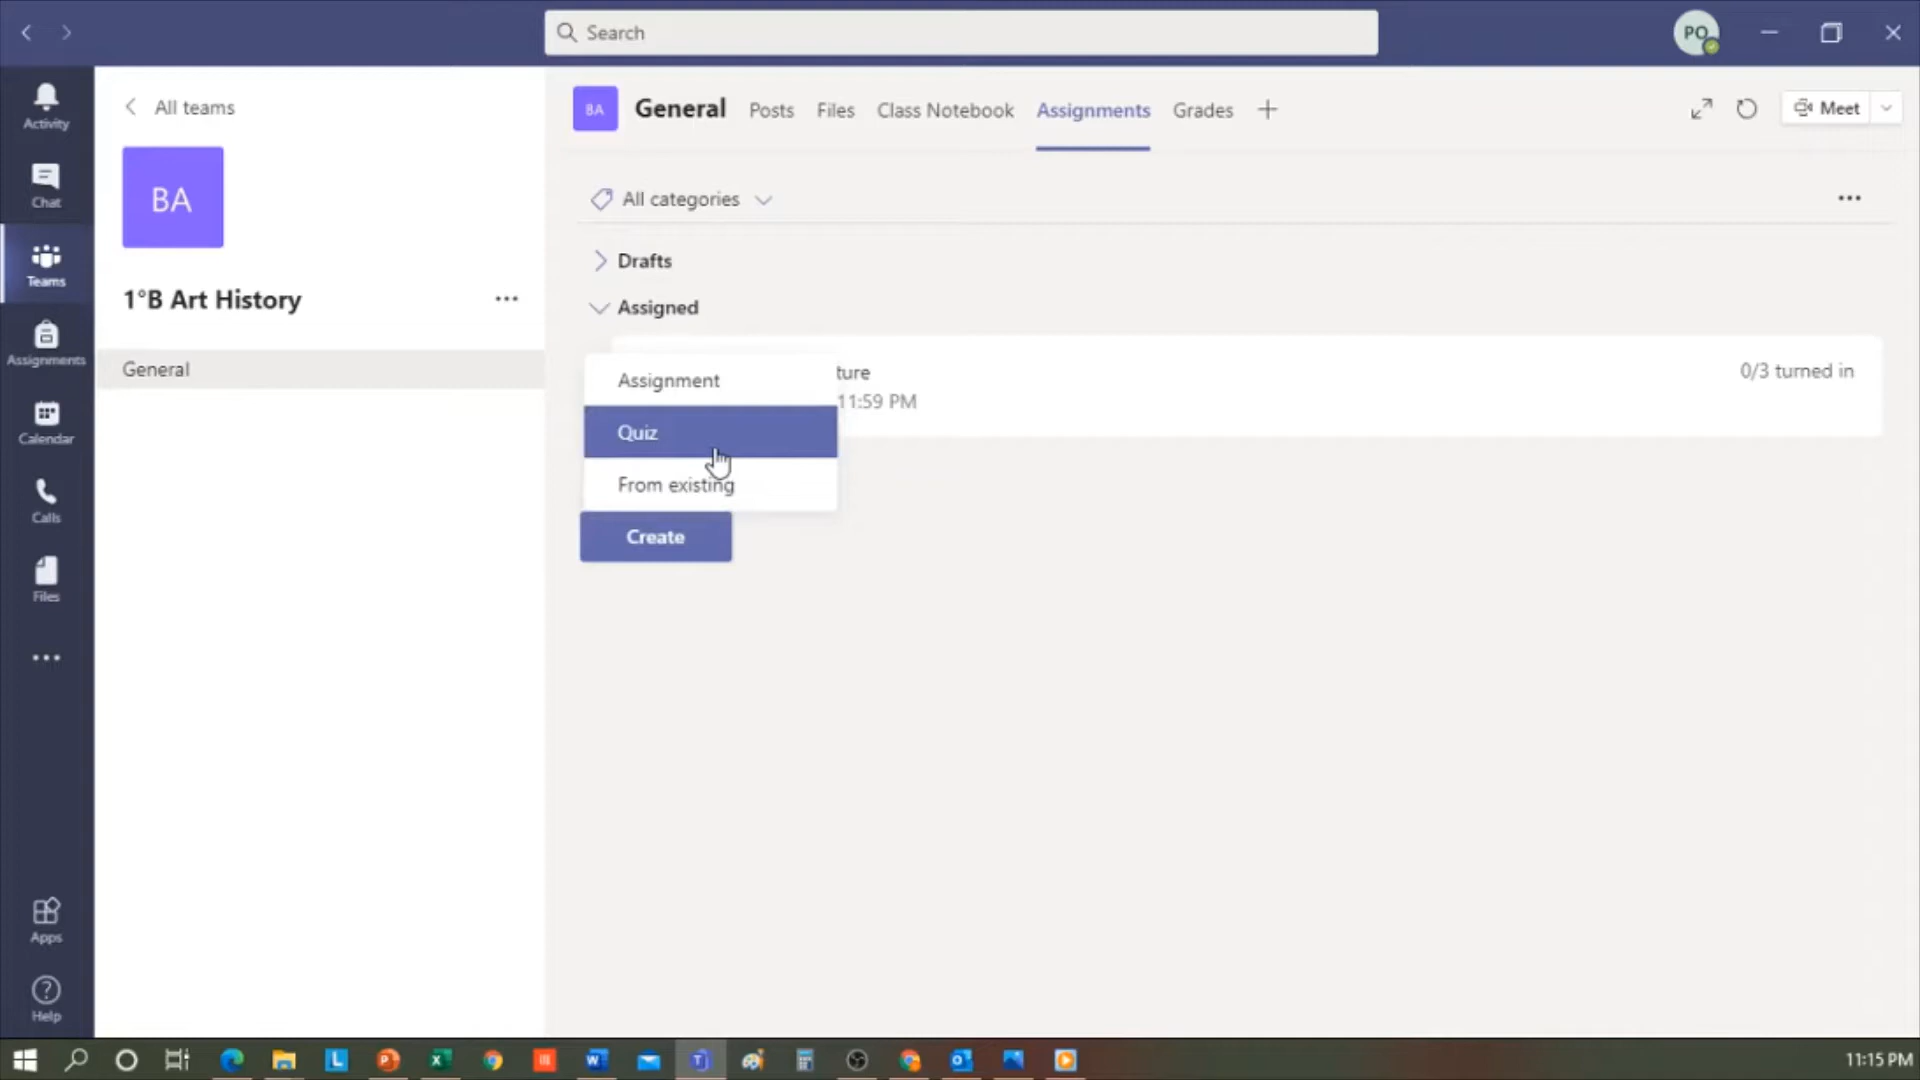 Search
PO
Activity
Chat
Teams
Assignments
Calendar
Calls
Files
Apps
Help
All teams
BA
1°B Art History
General
BA
General
Posts
Files
Class Notebook
Assignments
Grades
Meet
All categories
Drafts
Assigned
Assignment
Quiz
From existing
Create
ture
11:59 PM
0/3 turned in
L
P
X
W
T
11:15 PM